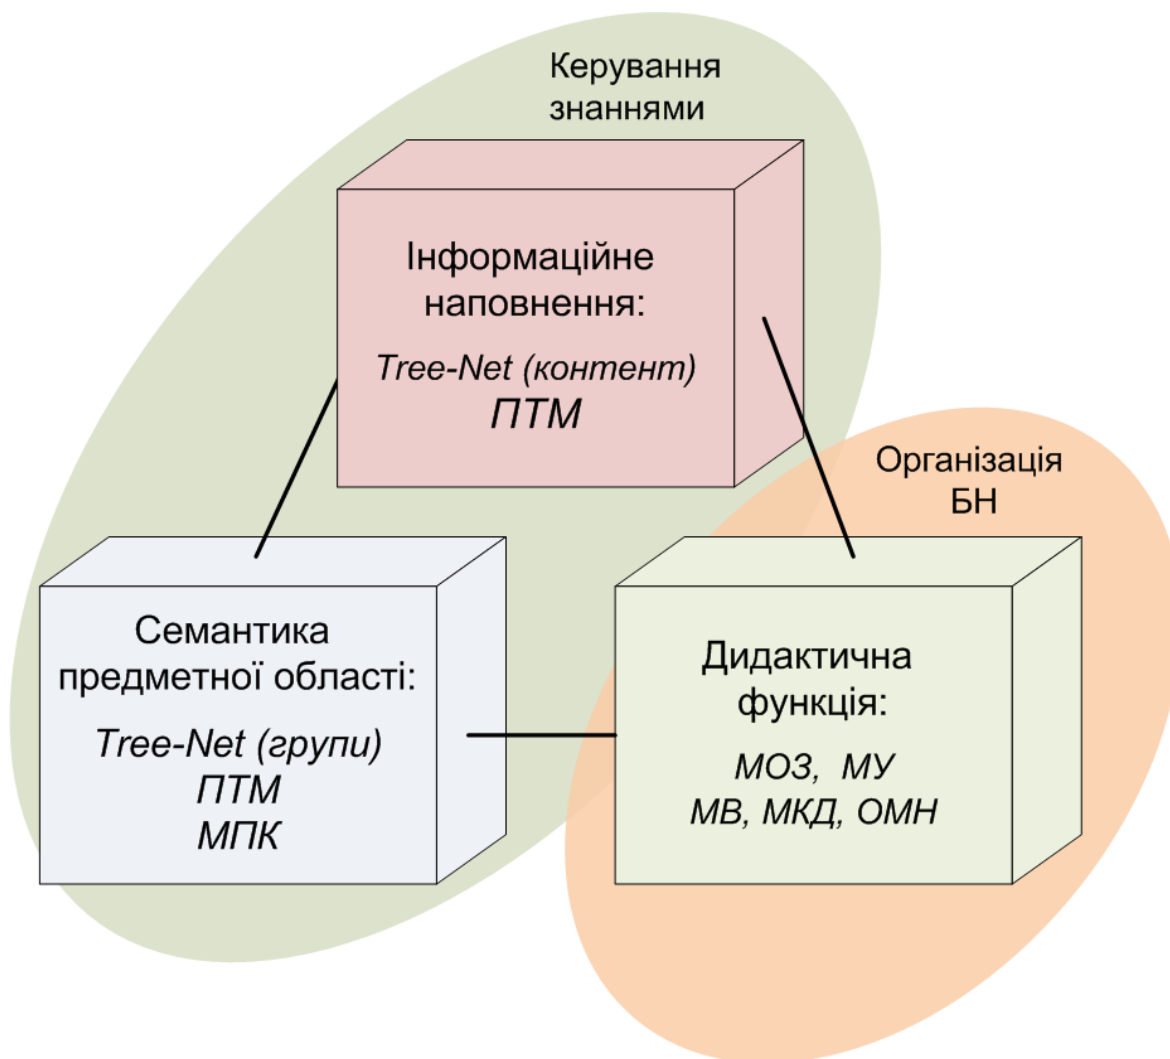 Керування
знаннями
Інформаційне
наповнення:
Tree-Net (контент)
ПТМ
Організація
БН
Семантика
предметної області:
Tree-Net (групи)
ПТМ
МПК
Дидактична
функція:
МОЗ, МУ
МВ, МКД, ОМН